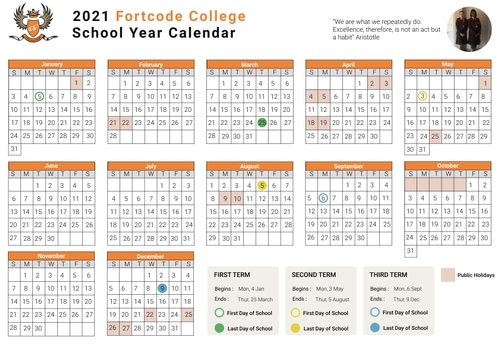 2021 Fortcode College
School Year Calendar
"We are what we repeatedly do.
Excellence, therefore, is not an act but
a habit" Aristotle
January
S M T W T F S
1 2
3 4 5 6 7 8 9
10 11 12 13 14 15 16
17 18 19 20 21 22 23
24 25 26 27 28 29 30
31
February
S M T W T F S
1 2 3 4 5 6
7 8 9 10 11 12 13
14 15 16 17 18 19 20
21 22 23 24 25 26 27
28
March
S M T W T F S
1 2 3 4 5 6
7 8 9 10 11 12 13
14 15 16 17 18 19 20
21 22 23 24 25 26 27
28 29 30 31
April
S M T W T F S
1 2 3
4 5 6 7 8 9 10
11 12 13 14 15 16 17
18 19 20 21 22 23 24
25 26 27 28 29 30
May
S M T W T F S
1
2 3 4 5 6 7 8
9 10 11 12 13 14 15
16 17 18 19 20 21 22
23 24 25 26 27 28 29
30 31
June
S M T W T F S
1 2 3 4 5
6 7 8 9 10 11 12
13 14 15 16 17 18 19
20 21 22 23 24 25 26
27 28 29 30
July
S M T W T F S
1 2 3
4 5 6 7 8 9 10
11 12 13 14 15 16 17
18 19 20 21 22 23 24
25 26 27 28 29 30 31
August
S M T W T F S
1 2 3 4 5 6 7
8 9 10 11 12 13 14
15 16 17 18 19 20 21
22 23 24 25 26 27 28
29 30 31
September
S M T W T F S
1 2 3 4
5 6 7 8 9 10 11
12 13 14 15 16 17 18
19 20 21 22 23 24 25
26 27 28 29 30
October
S M T W T F S
1 2
3 4 5 6 7 8 9
10 11 12 13 14 15 16
17 18 19 20 21 22 23
24 25 26 27 28 29 30
31
November
S M T W T F S
1 2 3 4 5 6
7 8 9 10 11 12 13
14 15 16 17 18 19 20
21 22 23 24 25 26 27
28 29 30
December
S M T W T F S
1 2 3 4
5 6 7 8 9 10 11
12 13 14 15 16 17 18
19 20 21 22 23 24 25
26 27 28 29 30 31
FIRST TERM
Begins : Mon, 4 Jan
Ends : Thur, 25 March
First Day of School
Last Day of School
SECOND TERM
Begins : Mon, 3 May
Ends : Thur, 5 August
First Day of School
Last Day of School
THIRD TERM
Begins : Mon, 6 Sept
Ends : Thur, 9 Dec
First Day of School
Last Day of School
Public Holidays